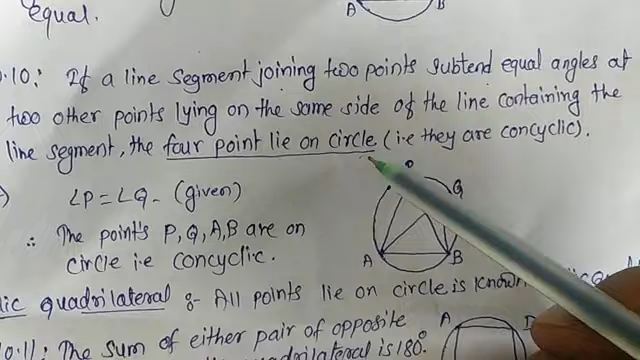 equal.
A B
.10: If a line segment joining two points subtend equal angles at
two other points lying on the same side of the line containing the
line segment, the four point lie on circle (i.e they are concyclic).
∠P = ∠Q - (given)
∴ The point's P, Q, A, B are on
circle i.e concyclic.
Q
A B
quadrilateral :- All points lie on circle is known
.11: The sum of either pair of opposite
quadrilateral is 180°.
A D